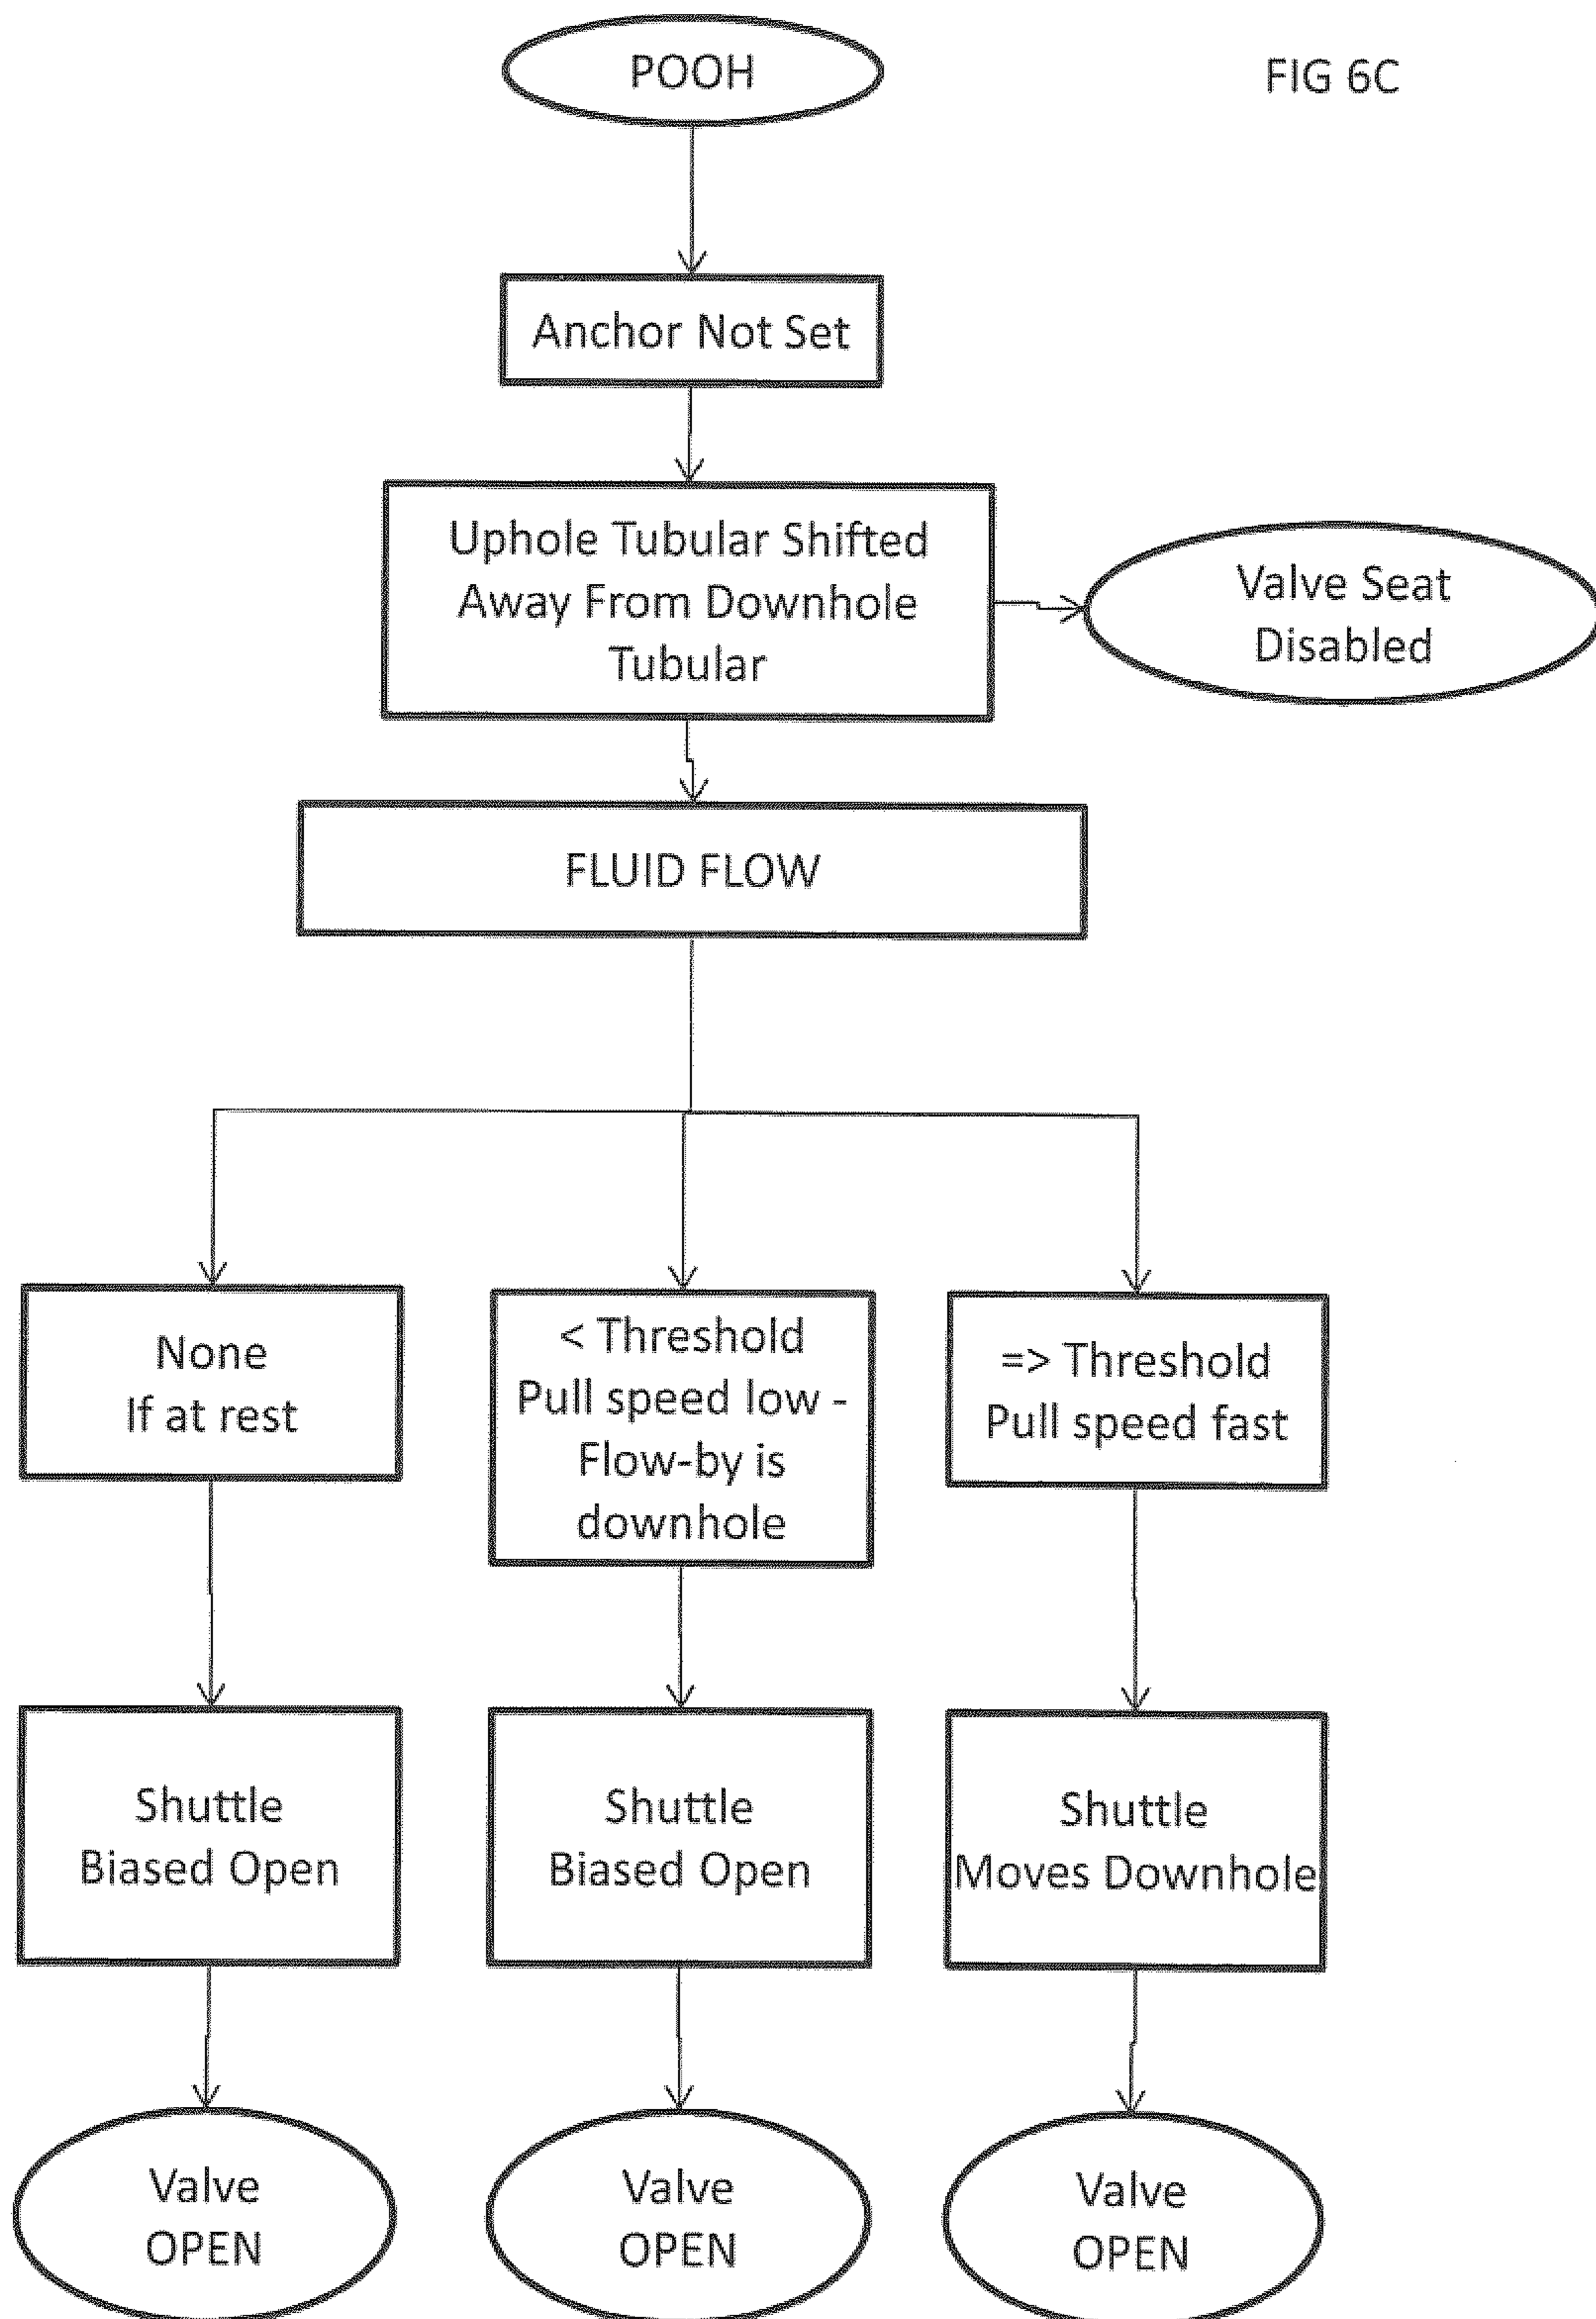 POOH
FIG 6C
Anchor Not Set
Uphole Tubular Shifted
Away From Downhole
Tubular
Valve Seat
Disabled
FLUID FLOW
None
If at rest
< Threshold
Pull speed low -
Flow-by is
downhole
=> Threshold
Pull speed fast
Shuttle
Biased Open
Shuttle
Biased Open
Shuttle
Moves Downhole
Valve
OPEN
Valve
OPEN
Valve
OPEN